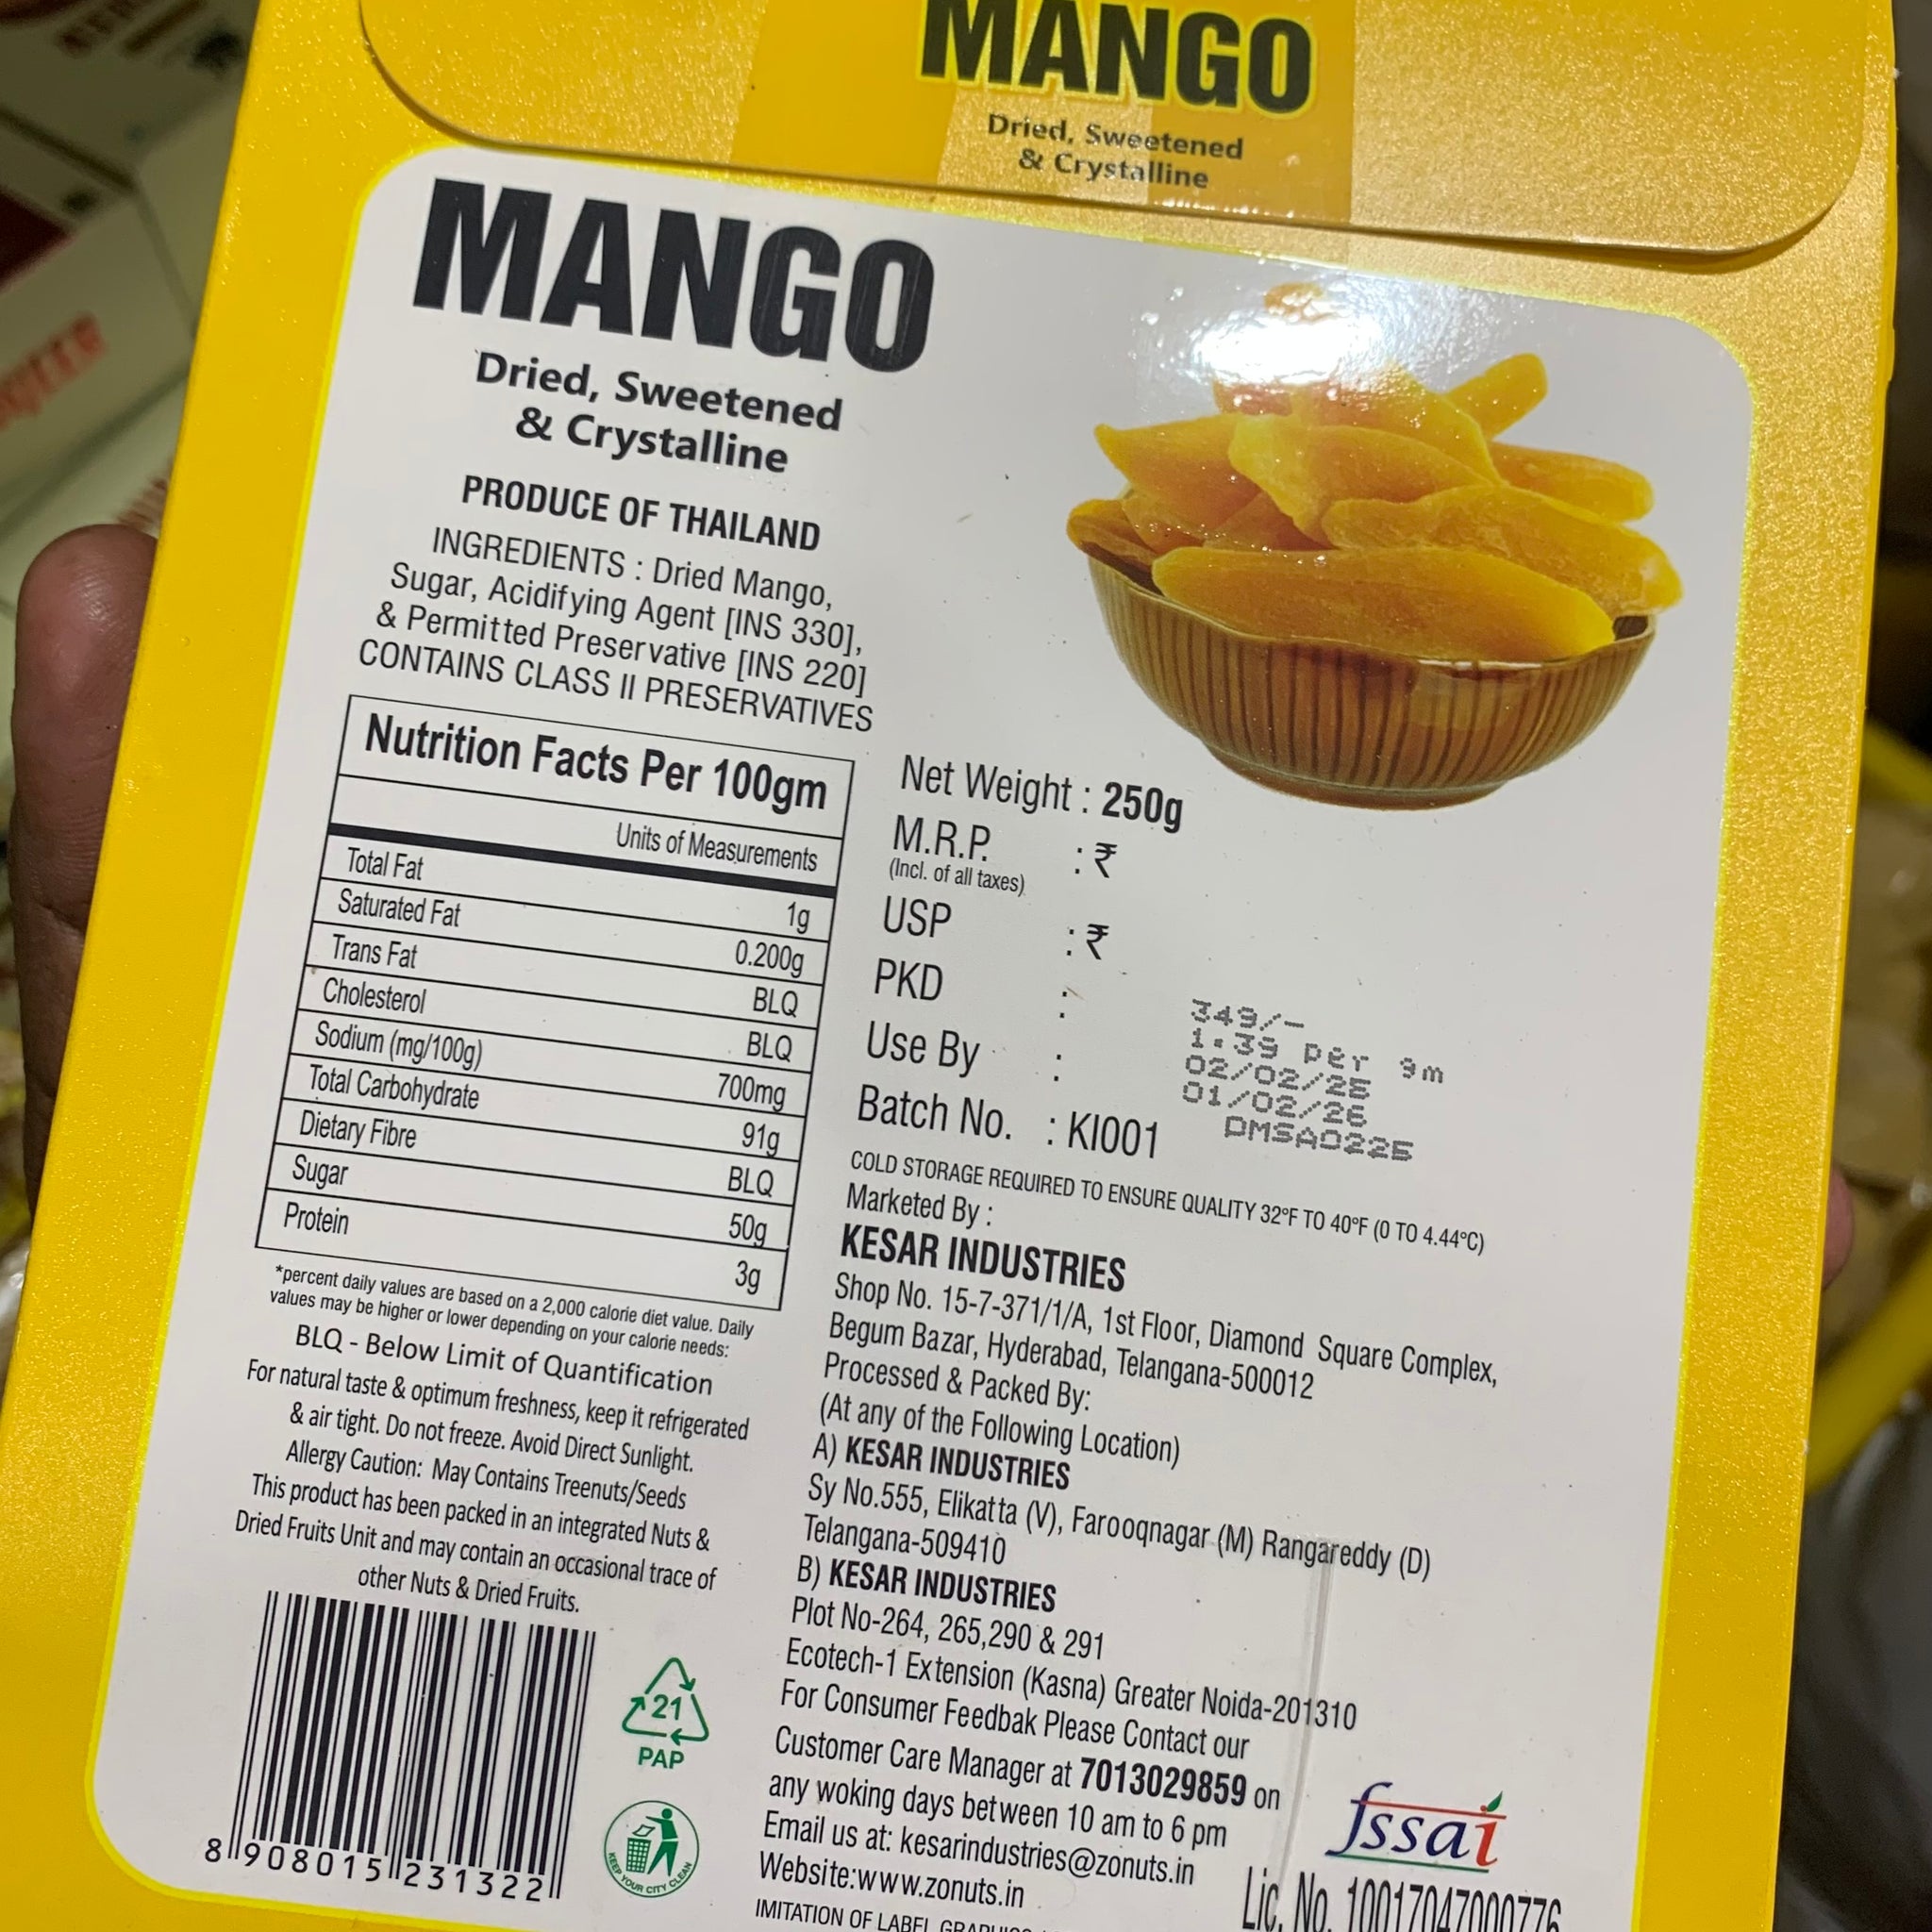 MANGO
Dried, Sweetened
& Crystalline
MANGO
Dried, Sweetened
& Crystalline
PRODUCE OF THAILAND
INGREDIENTS : Dried Mango,
Sugar, Acidifying Agent [INS 330],
& Permitted Preservative [INS 220]
CONTAINS CLASS II PRESERVATIVES
Nutrition Facts Per 100gm
Units of Measurements
Total Fat 1g
Saturated Fat 0.200g
Trans Fat BLQ
Cholesterol BLQ
Sodium (mg/100g) 700mg
Total Carbohydrate 91g
Dietary Fibre BLQ
Sugar 50g
Protein 3g
*percent daily values are based on a 2,000 calorie diet value. Daily
values may be higher or lower depending on your calorie needs:
BLQ - Below Limit of Quantification
For natural taste & optimum freshness, keep it refrigerated
& air tight. Do not freeze. Avoid Direct Sunlight.
Allergy Caution: May Contains Treenuts/Seeds
This product has been packed in an integrated Nuts &
Dried Fruits Unit and may contain an occasional trace of
other Nuts & Dried Fruits.
8 908015 231322
21
PAP
KEEP YOUR CITY CLEAN
Net Weight : 250g
M.R.P. : ₹
(Incl. of all taxes)
USP : ₹
PKD :
Use By :
Batch No. : KI001
349/-
1.39 per gm
02/02/25
01/02/26
DMSA0225
COLD STORAGE REQUIRED TO ENSURE QUALITY 32°F TO 40°F (0 TO 4.44°C)
Marketed By :
KESAR INDUSTRIES
Shop No. 15-7-371/1/A, 1st Floor, Diamond Square Complex,
Begum Bazar, Hyderabad, Telangana-500012
Processed & Packed By:
(At any of the Following Location)
A) KESAR INDUSTRIES
Sy No.555, Elikatta (V), Farooqnagar (M) Rangareddy (D)
Telangana-509410
B) KESAR INDUSTRIES
Plot No-264, 265,290 & 291
Ecotech-1 Extension (Kasna) Greater Noida-201310
For Consumer Feedbak Please Contact our
Customer Care Manager at 7013029859 on
any woking days between 10 am to 6 pm
Email us at: kesarindustries@zonuts.in
Website:www.zonuts.in
IMITATION OF LABEL
fssai
Lic. No. 10017047000776